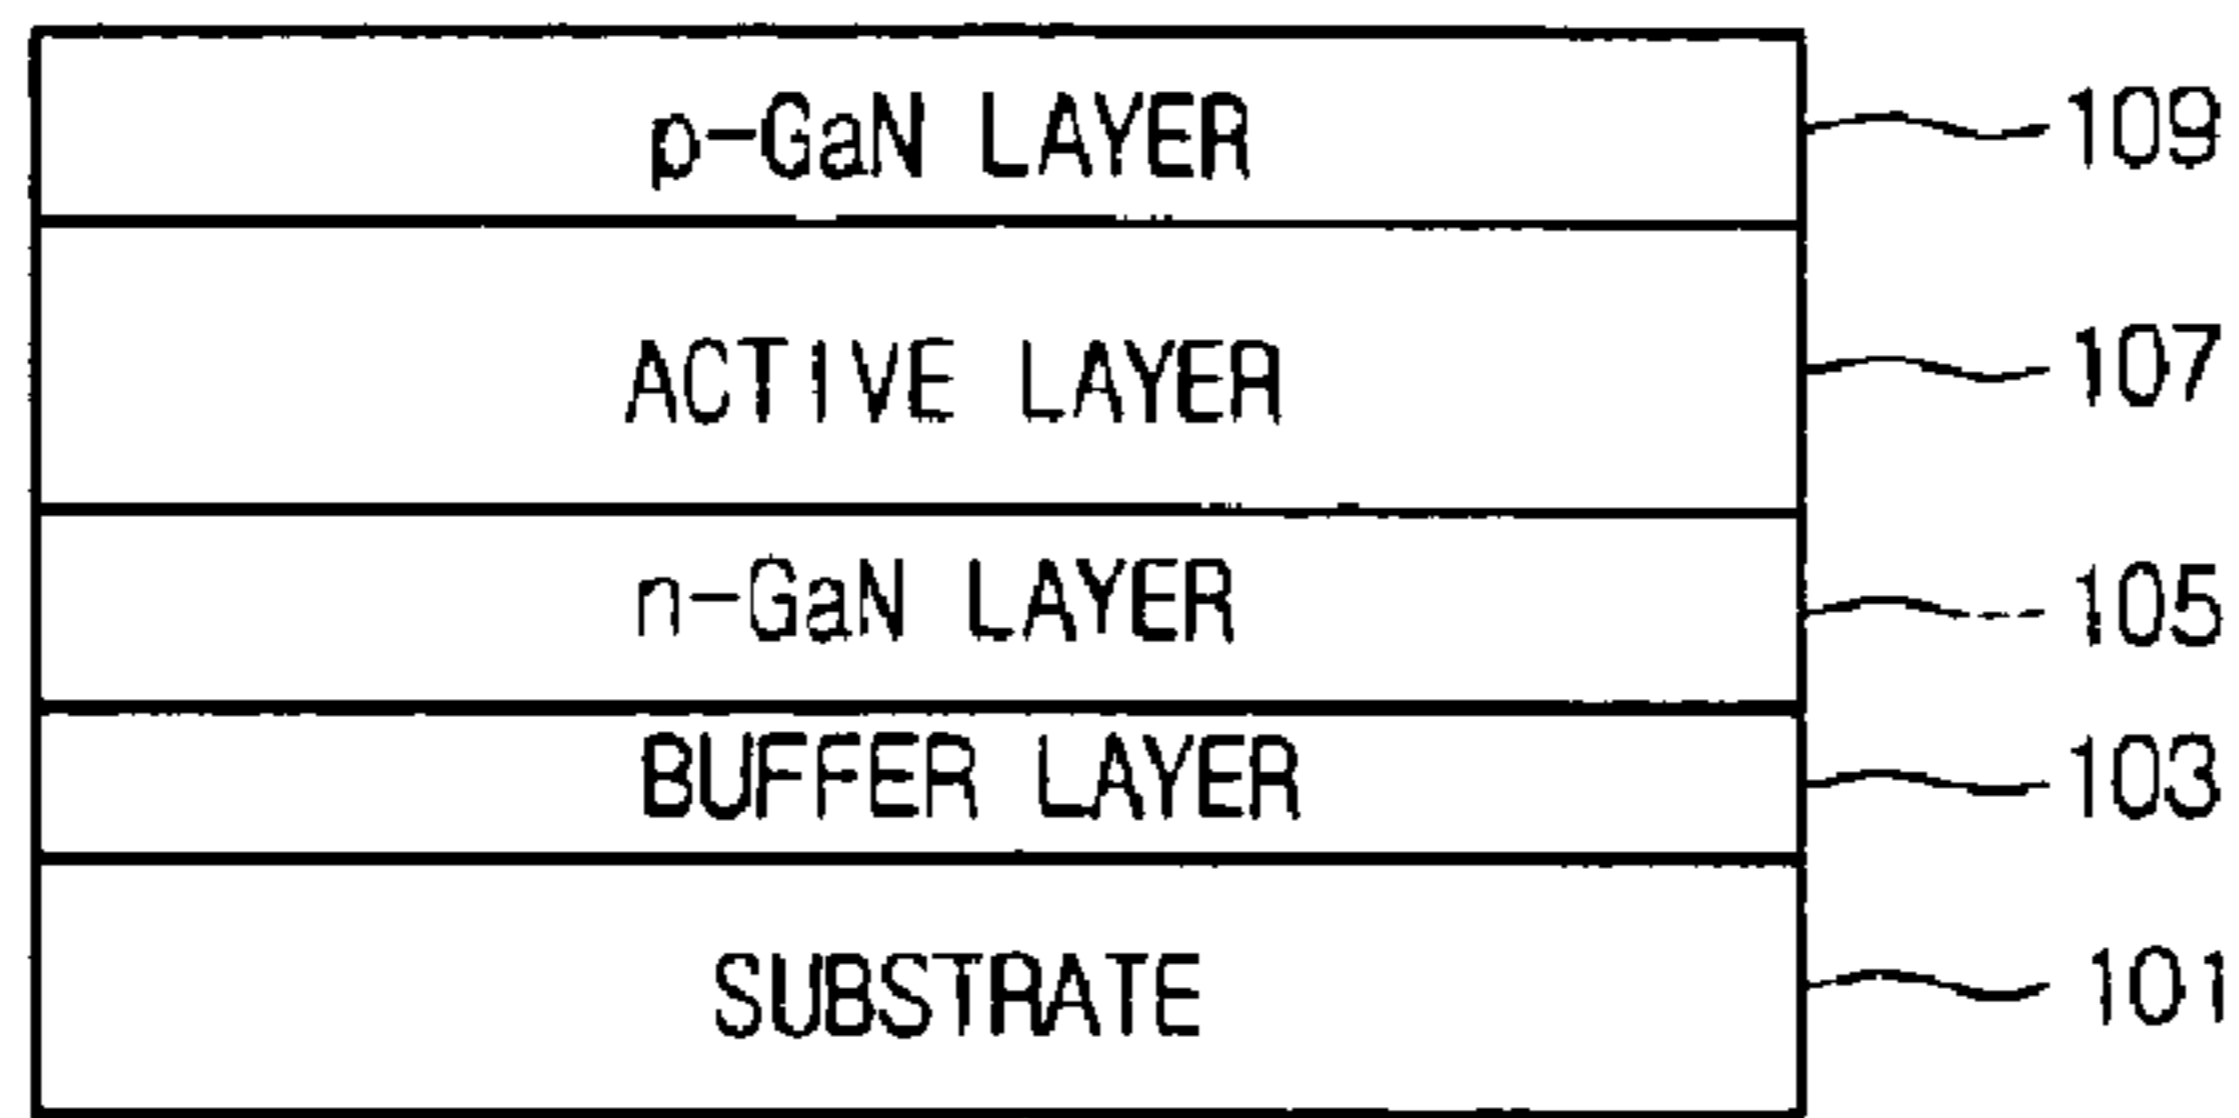 p-GaN LAYER 109
ACTIVE LAYER 107
n-GaN LAYER 105
BUFFER LAYER 103
SUBSTRATE 101